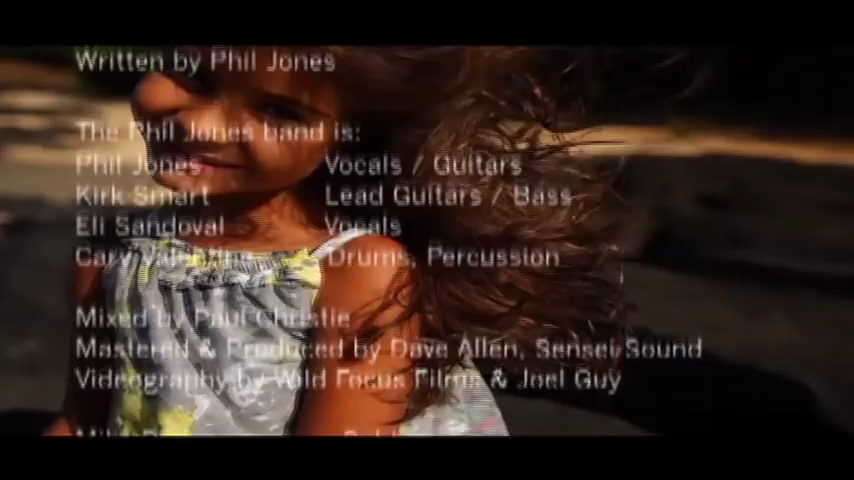 Written by Phil Jones
The Phil Jones band is:
Phil Jones Vocals / Guitars
Kirk Smart Lead Guitars / Bass
Eli Sandoval Vocals
Cary Valentine Drums, Percussion
Mixed by Paul Christie
Mastered & Produced by Dave Allen, Sensei Sound
Videography by Wild Focus Films & Joel Guy